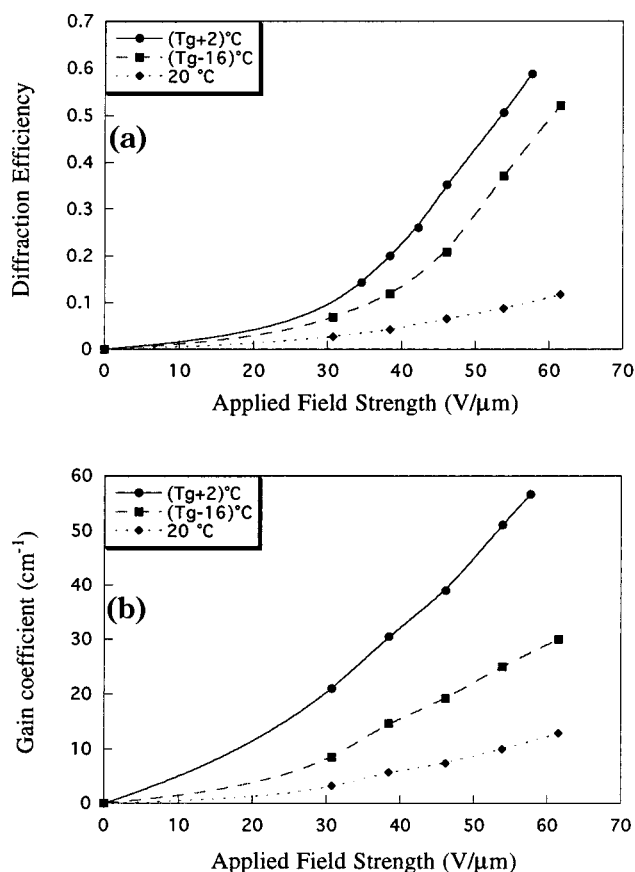 0.7
(Tg+2)°C
(Tg-16)°C
20 °C
0.6
0.5
(a)
0.4
0.3
0.2
0.1
0
Diffraction Efficiency
0 10 20 30 40 50 60 70
Applied Field Strength (V/µm)
60
(Tg+2)°C
(Tg-16)°C
20 °C
50
40
(b)
30
20
10
0
Gain coefficient (cm⁻¹)
0 10 20 30 40 50 60 70
Applied Field Strength (V/µm)